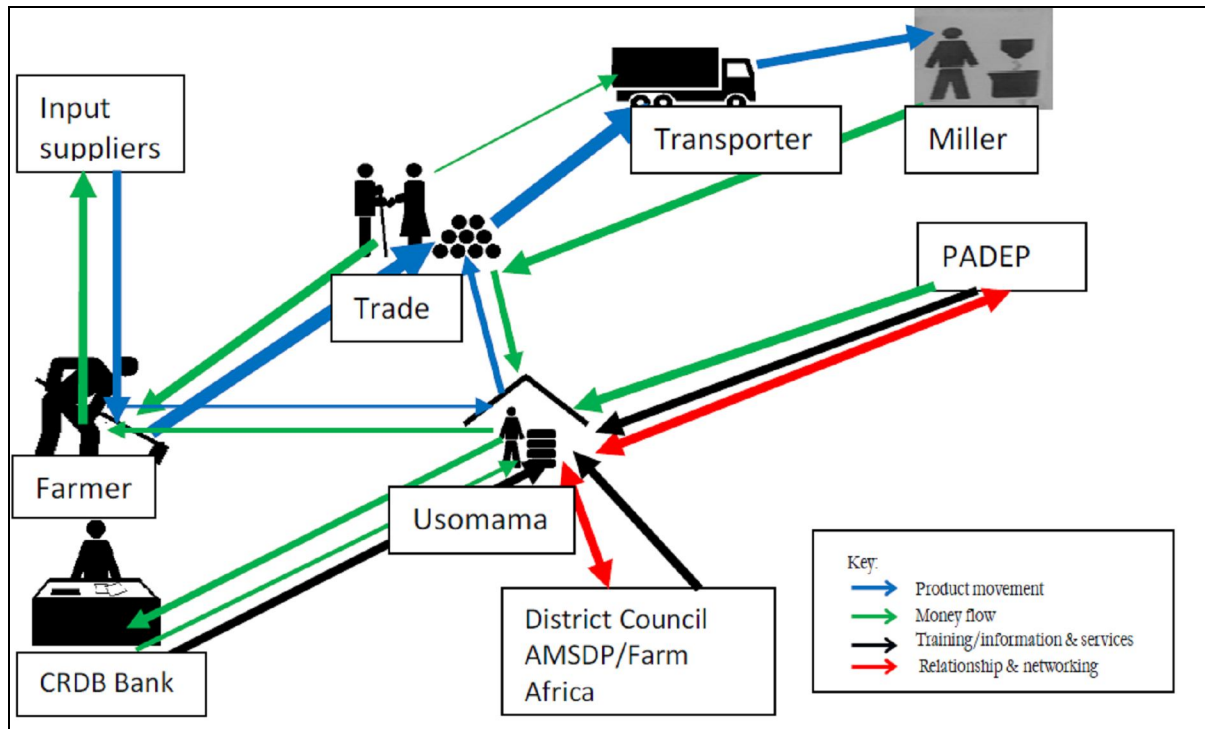 Input
suppliers
Transporter
Miller
PADEP
Trade
Farmer
Usomama
CRDB Bank
District Council
AMSDP/Farm
Africa
Key:
Product movement
Money flow
Training/information & services
Relationship & networking